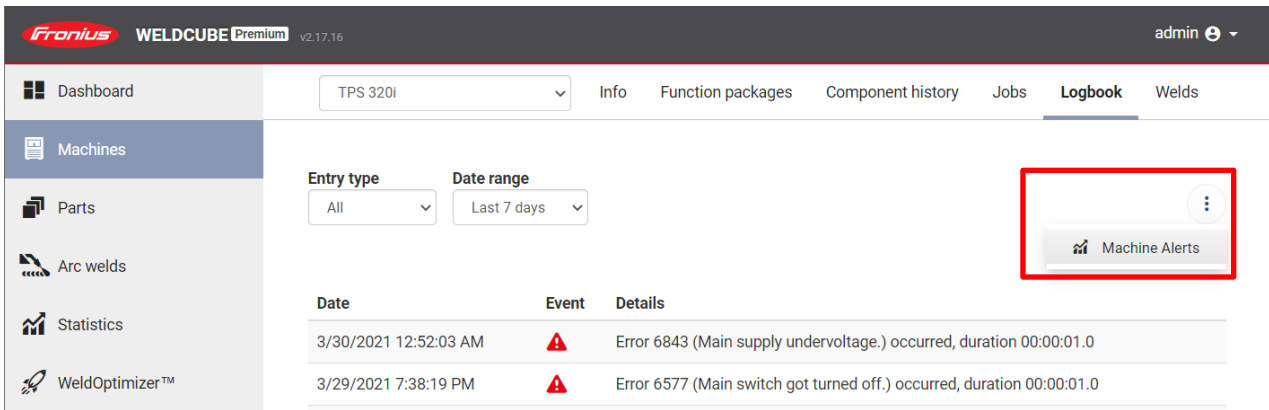 Fronius WELDCUBE Premium v2.17.16 admin
Dashboard
TPS 320i Info Function packages Component history Jobs Logbook Welds
Machines
Entry type Date range
Parts
All Last 7 days
Machine Alerts
Arc welds
Date Event Details
Statistics
3/30/2021 12:52:03 AM Error 6843 (Main supply undervoltage.) occurred, duration 00:00:01.0
WeldOptimizer™
3/29/2021 7:38:19 PM Error 6577 (Main switch got turned off.) occurred, duration 00:00:01.0